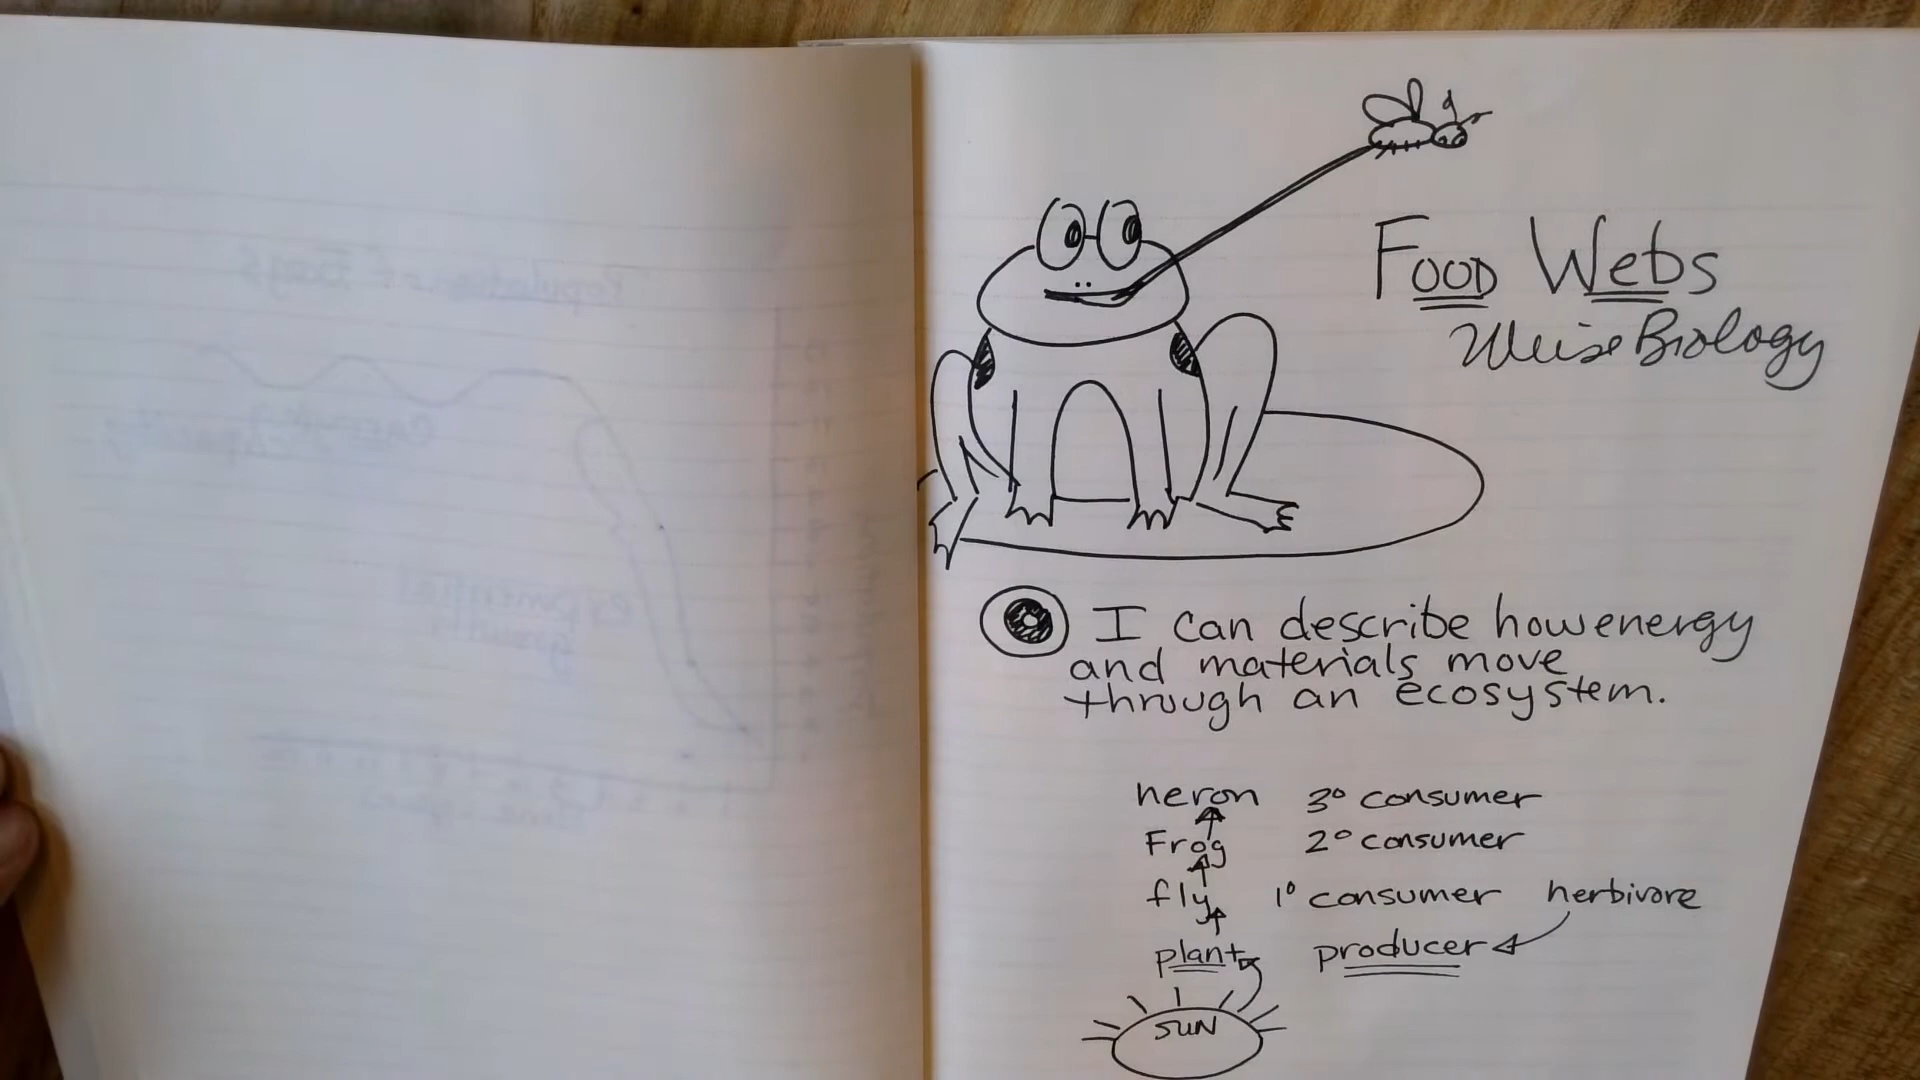 Food Webs
Weise Biology
I can describe how energy
and materials move
through an ecosystem.
heron 3° consumer
Frog 2° consumer
fly 1° consumer herbivore
plant producer
SUN